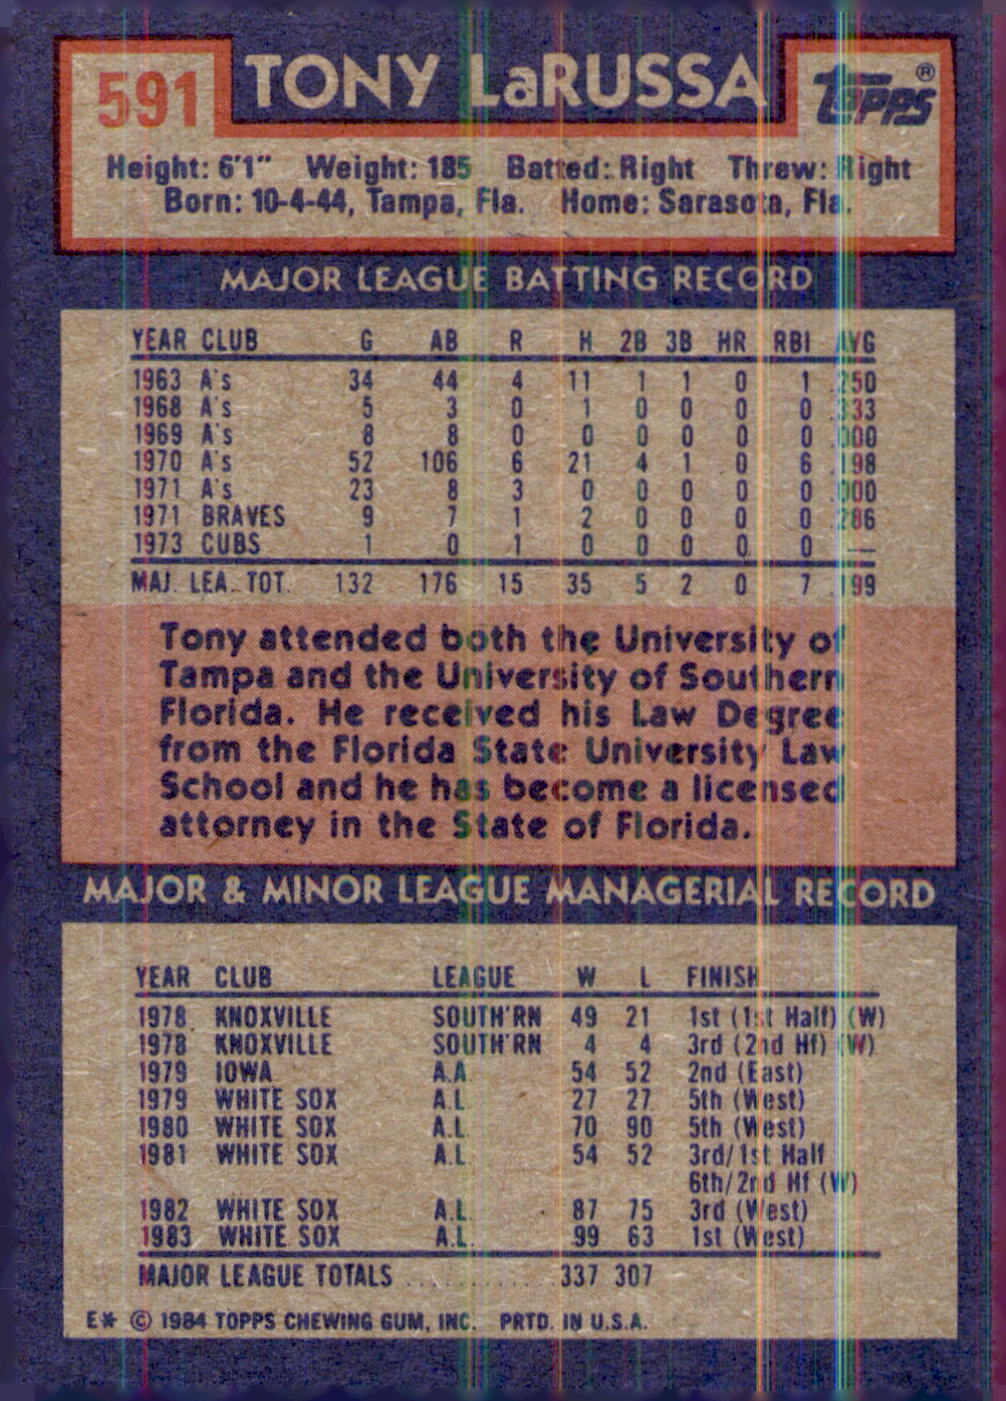 591 TONY LaRUSSA TOPPS®
Height: 6'1" Weight: 185 Batted: Right Threw: Right
Born: 10-4-44, Tampa, Fla. Home: Sarasota, Fla.
MAJOR LEAGUE BATTING RECORD
YEAR CLUB G AB R H 2B 3B HR RBI AVG
1963 A's 34 44 4 11 1 1 0 1 .250
1968 A's 5 3 0 1 0 0 0 0 .333
1969 A's 8 8 0 0 0 0 0 0 .000
1970 A's 52 106 6 21 4 1 0 6 .198
1971 A's 23 8 3 0 0 0 0 0 .000
1971 BRAVES 9 7 1 2 0 0 0 0 .286
1973 CUBS 1 0 1 0 0 0 0 0 —
MAJ. LEA. TOT. 132 176 15 35 5 2 0 7 .199
Tony attended both the University of
Tampa and the University of Southern
Florida. He received his Law Degree
from the Florida State University Law
School and he has become a licensed
attorney in the State of Florida.
MAJOR & MINOR LEAGUE MANAGERIAL RECORD
YEAR CLUB LEAGUE W L FINISH
1978 KNOXVILLE SOUTH'RN 49 21 1st (1st Half) (W)
1978 KNOXVILLE SOUTH'RN 4 4 3rd (2nd Hf) (W)
1979 IOWA A.A. 54 52 2nd (East)
1979 WHITE SOX A.L. 27 27 5th (West)
1980 WHITE SOX A.L. 70 90 5th (West)
1981 WHITE SOX A.L. 54 52 3rd/1st Half
6th/2nd Hf (W)
1982 WHITE SOX A.L. 87 75 3rd (West)
1983 WHITE SOX A.L. 99 63 1st (West)
MAJOR LEAGUE TOTALS ............ 337 307
E* © 1984 TOPPS CHEWING GUM, INC. PRTD. IN U.S.A.